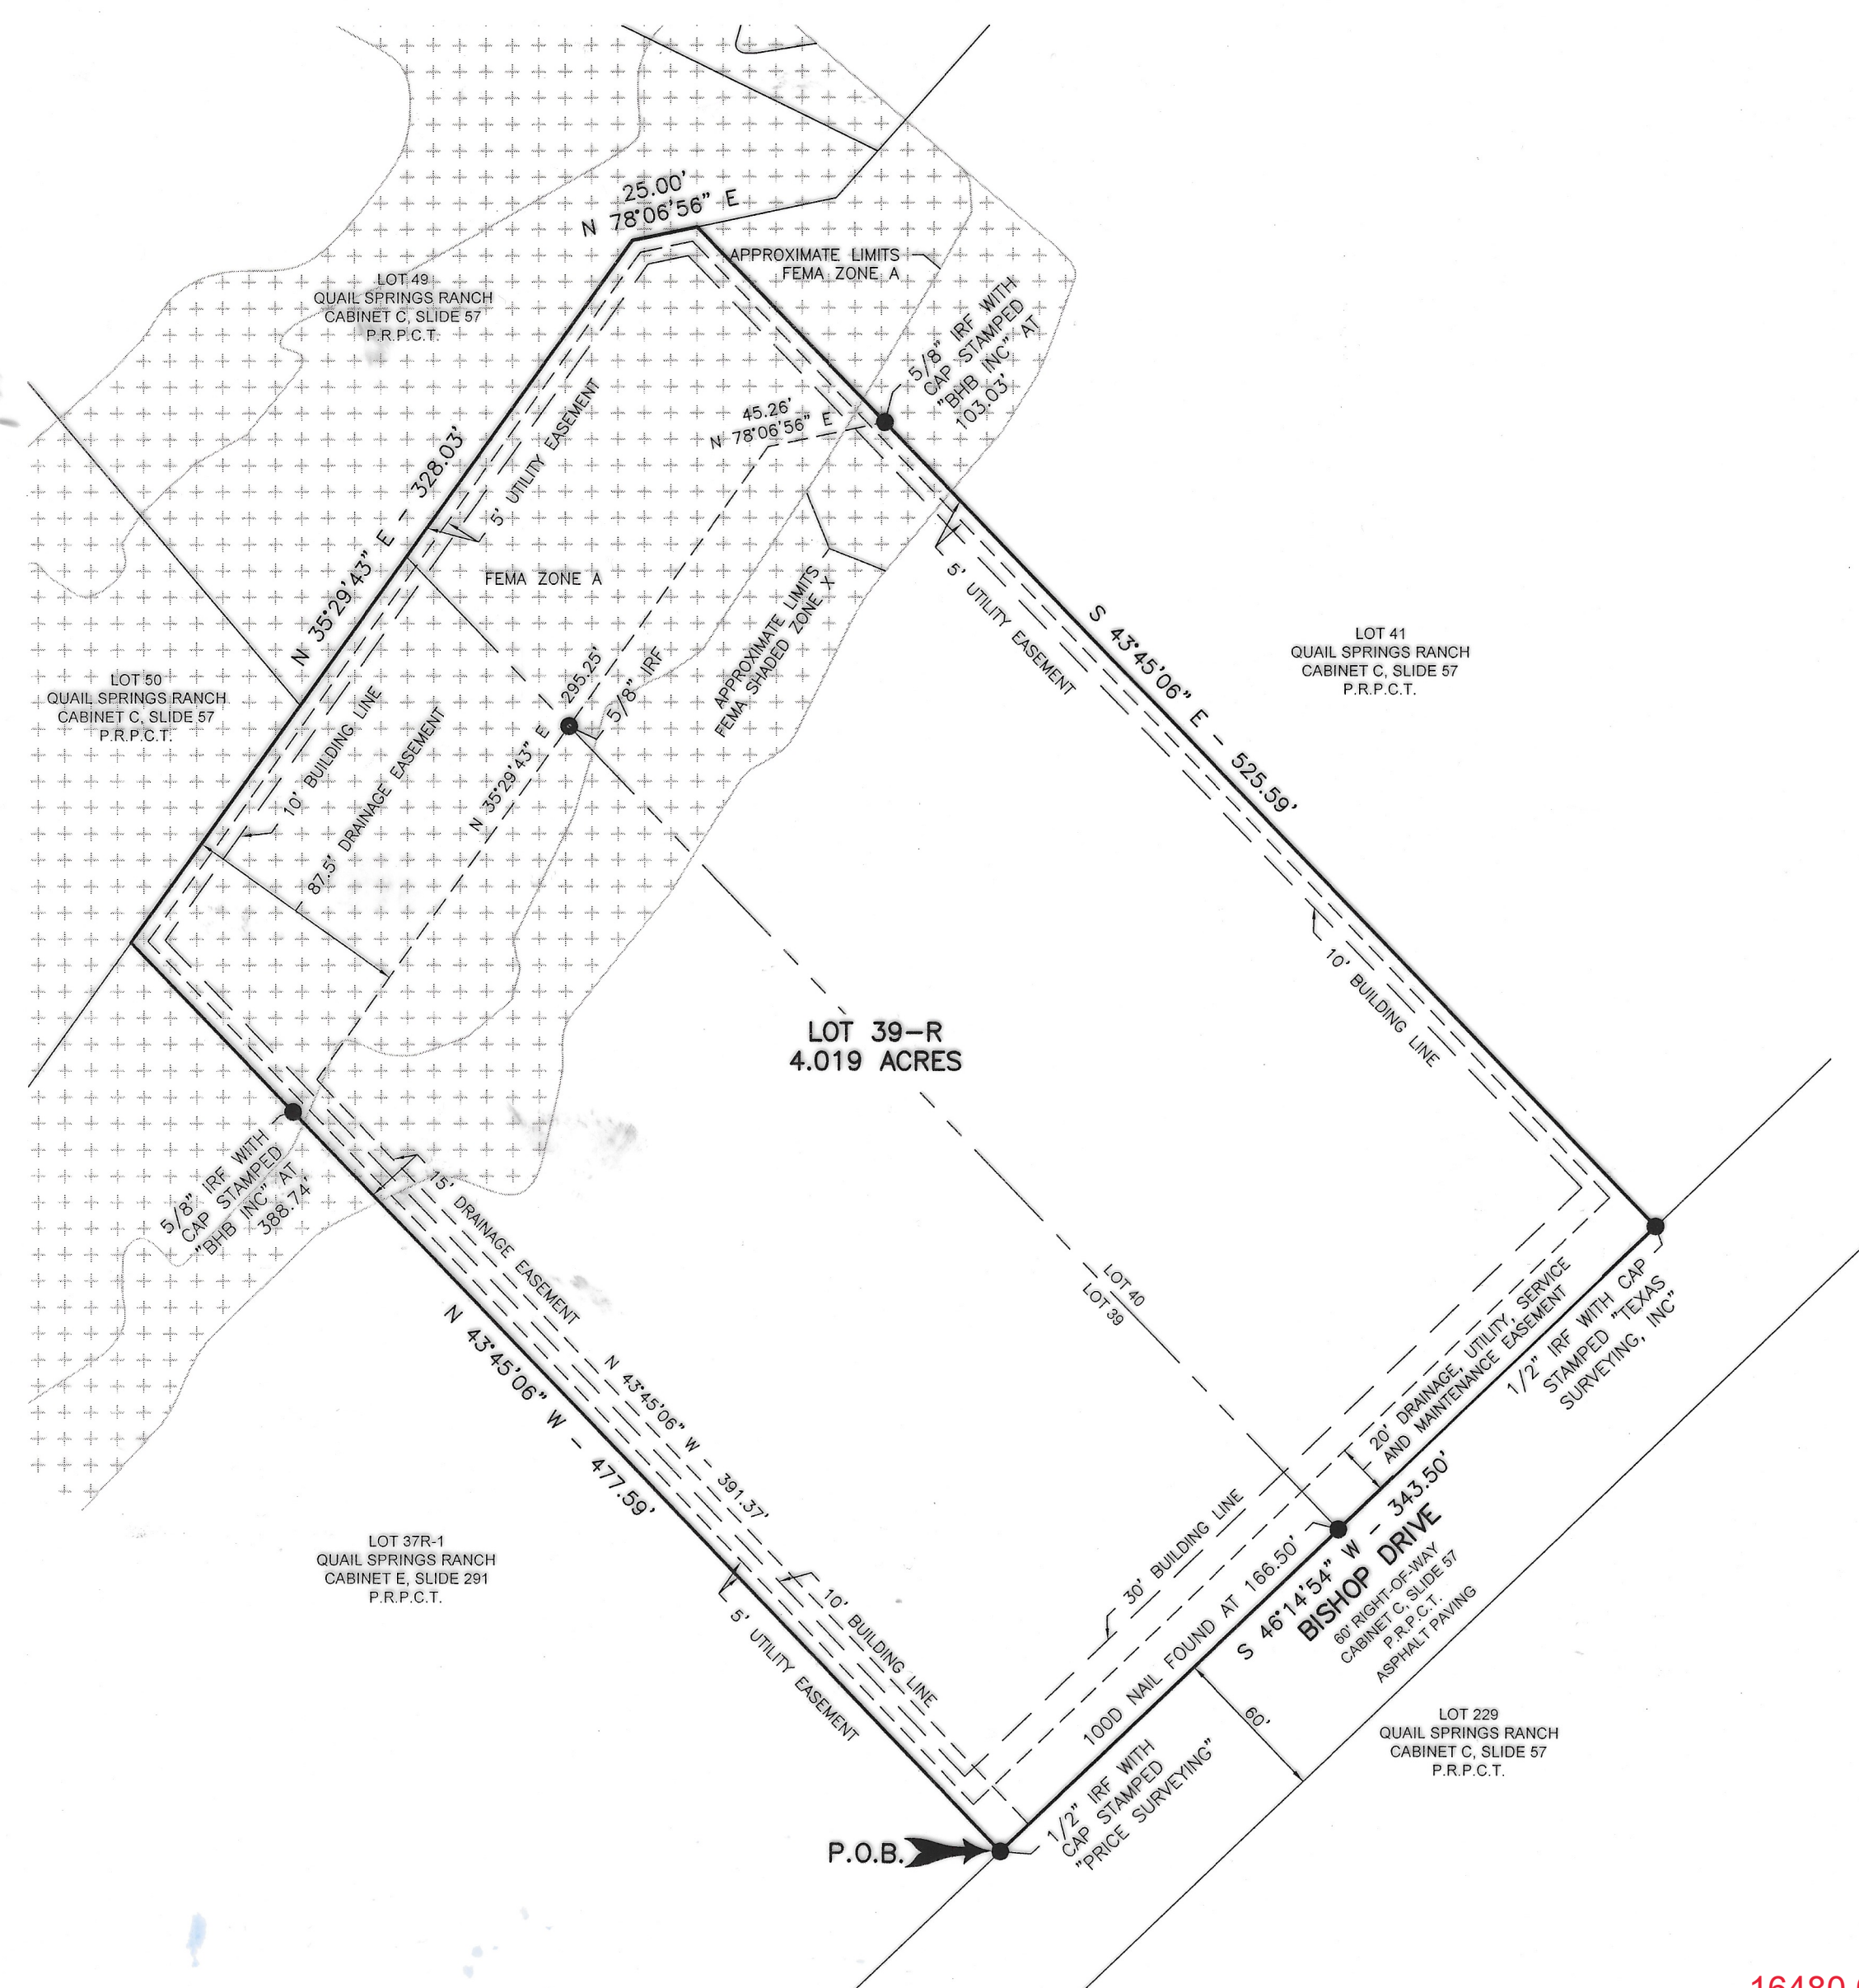 25.00'
N 78°06'56" E
APPROXIMATE LIMITS
FEMA ZONE A
5/8" IRF WITH
CAP STAMPED
"BHB INC" AT
103.03'
LOT 49
QUAIL SPRINGS RANCH
CABINET C, SLIDE 57
P.R.P.C.T.
45.26'
N 78°06'56" E
5' UTILITY EASEMENT
N 35°29'43" E - 328.03'
FEMA ZONE A
5' UTILITY EASEMENT
S 43°45'06" E - 525.59'
LOT 41
QUAIL SPRINGS RANCH
CABINET C, SLIDE 57
P.R.P.C.T.
APPROXIMATE LIMITS
FEMA SHADED ZONE X
LOT 50
QUAIL SPRINGS RANCH
CABINET C, SLIDE 57
P.R.P.C.T.
5/8" IRF
N 35°29'43" E 295.25'
10' BUILDING LINE
87.5' DRAINAGE EASEMENT
10' BUILDING LINE
LOT 39-R
4.019 ACRES
5/8" IRF WITH
CAP STAMPED
"BHB INC" AT
388.74'
15' DRAINAGE EASEMENT
LOT 40
LOT 39
N 43°45'06" W - 477.59'
N 43°45'06" W - 391.37'
20' DRAINAGE, UTILITY, SERVICE
AND MAINTENANCE EASEMENT
1/2" IRF WITH CAP
STAMPED "TEXAS
SURVEYING, INC"
LOT 37R-1
QUAIL SPRINGS RANCH
CABINET E, SLIDE 291
P.R.P.C.T.
10' BUILDING LINE
5' UTILITY EASEMENT
30' BUILDING LINE
100D NAIL FOUND AT 166.50'
S 46°14'54" W - 343.50'
BISHOP DRIVE
60' RIGHT-OF-WAY
CABINET C, SLIDE 57
P.R.P.C.T.
ASPHALT PAVING
60'
LOT 229
QUAIL SPRINGS RANCH
CABINET C, SLIDE 57
P.R.P.C.T.
1/2" IRF WITH
CAP STAMPED
"PRICE SURVEYING"
P.O.B.